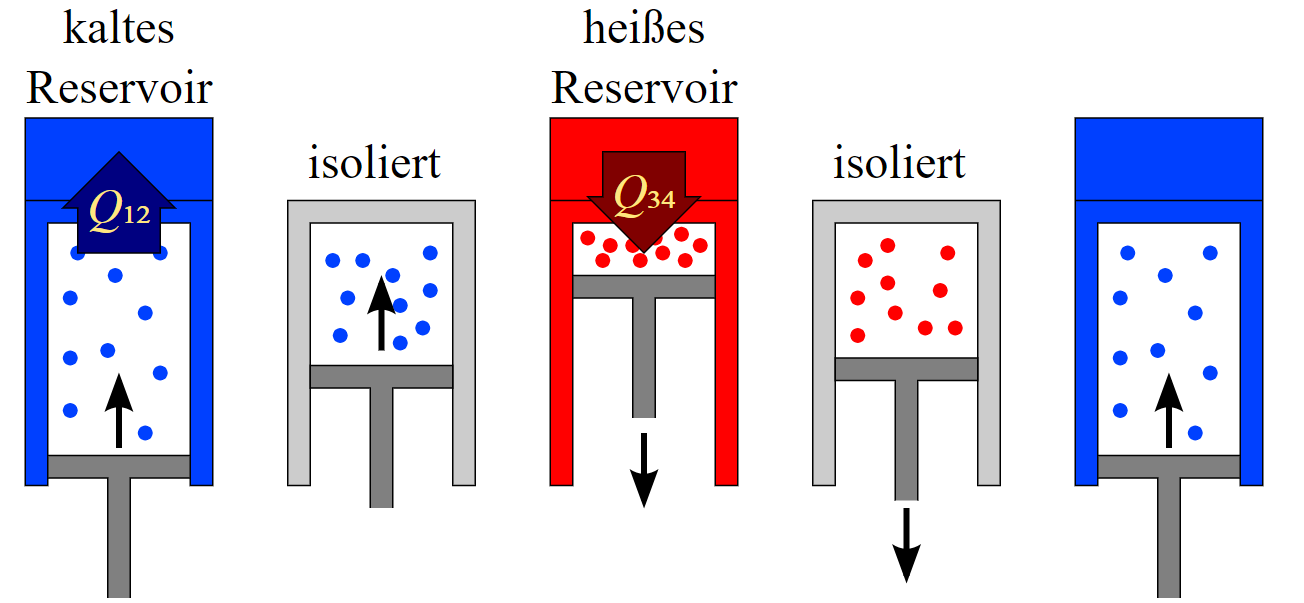 kaltes
Reservoir
heißes
Reservoir
isoliert
isoliert
Q12
Q34